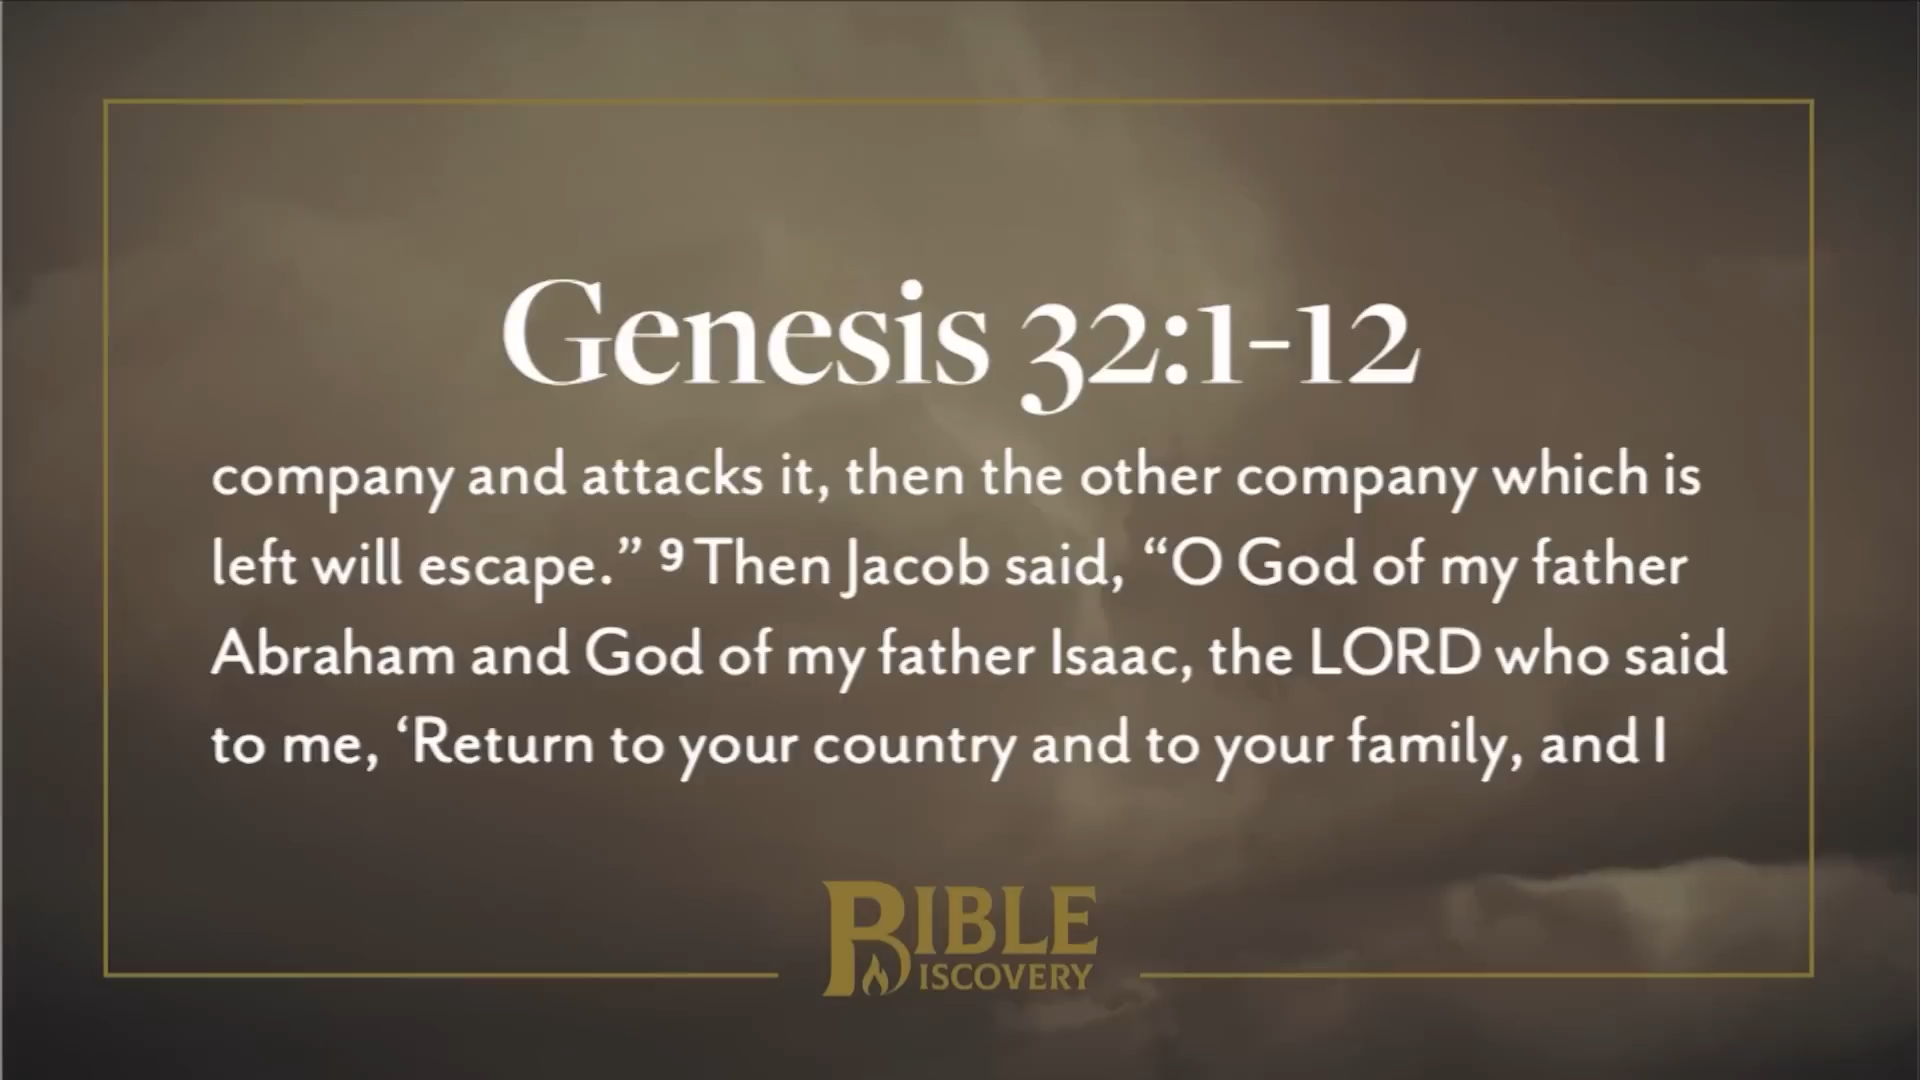 Genesis 32:1-12
company and attacks it, then the other company which is
left will escape.” 9 Then Jacob said, “O God of my father
Abraham and God of my father Isaac, the LORD who said
to me, ‘Return to your country and to your family, and I
BIBLE
DISCOVERY